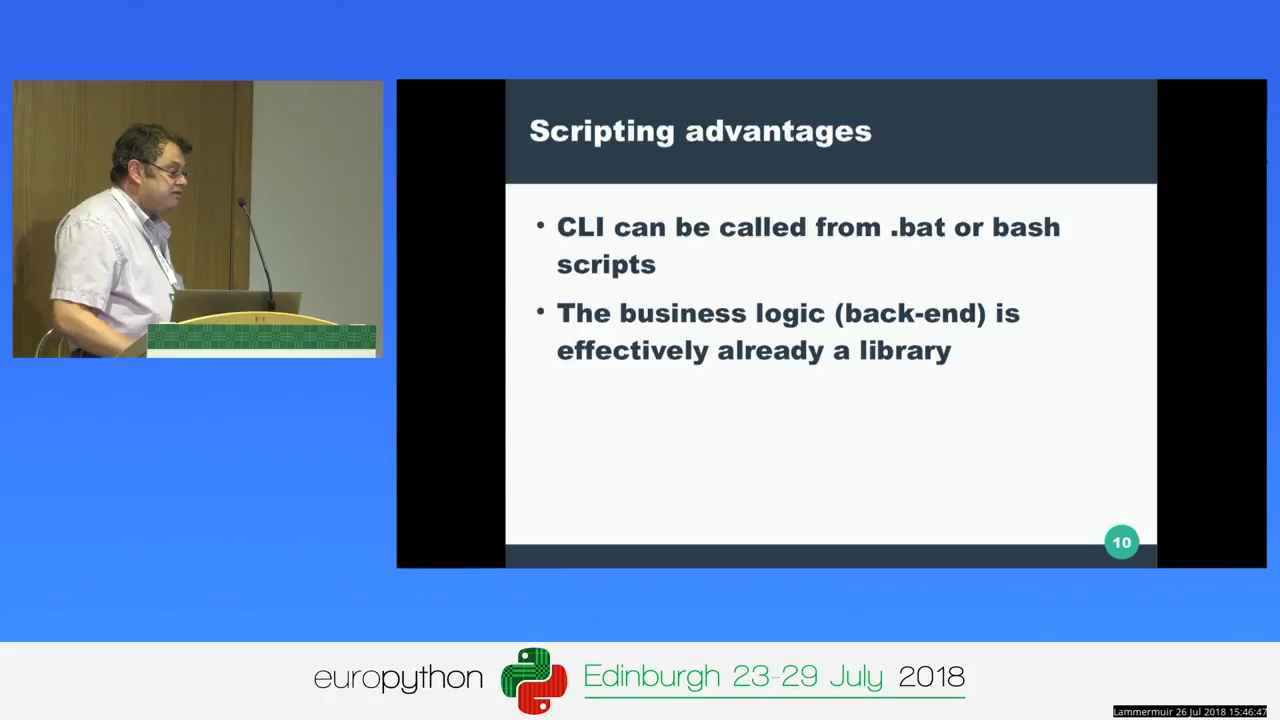 Scripting advantages
• CLI can be called from .bat or bash
scripts
• The business logic (back-end) is
effectively already a library
10
europython
Edinburgh 23-29 July 2018
Lammermuir 26 Jul 2018 15:46:47